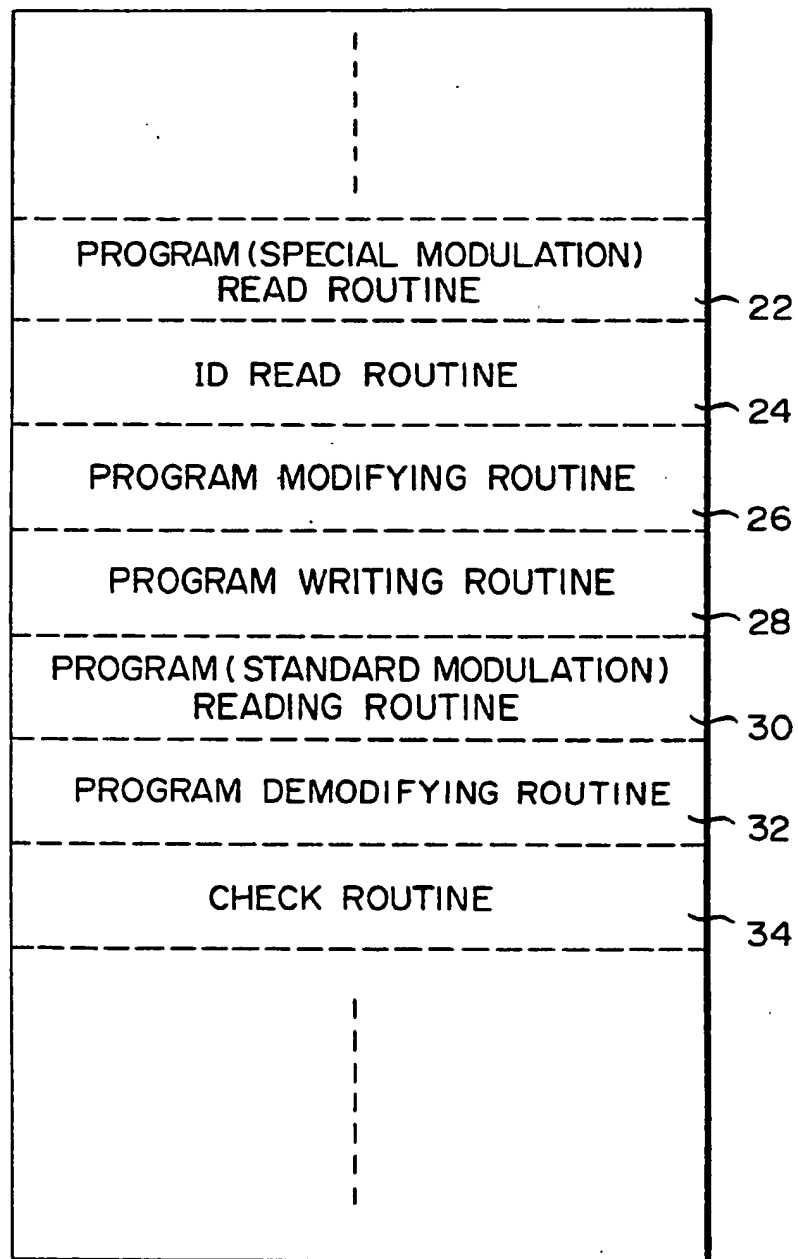 PROGRAM (SPECIAL MODULATION)
READ ROUTINE
22
ID READ ROUTINE
24
PROGRAM MODIFYING ROUTINE
26
PROGRAM WRITING ROUTINE
28
PROGRAM (STANDARD MODULATION)
READING ROUTINE
30
PROGRAM DEMODIFYING ROUTINE
32
CHECK ROUTINE
34